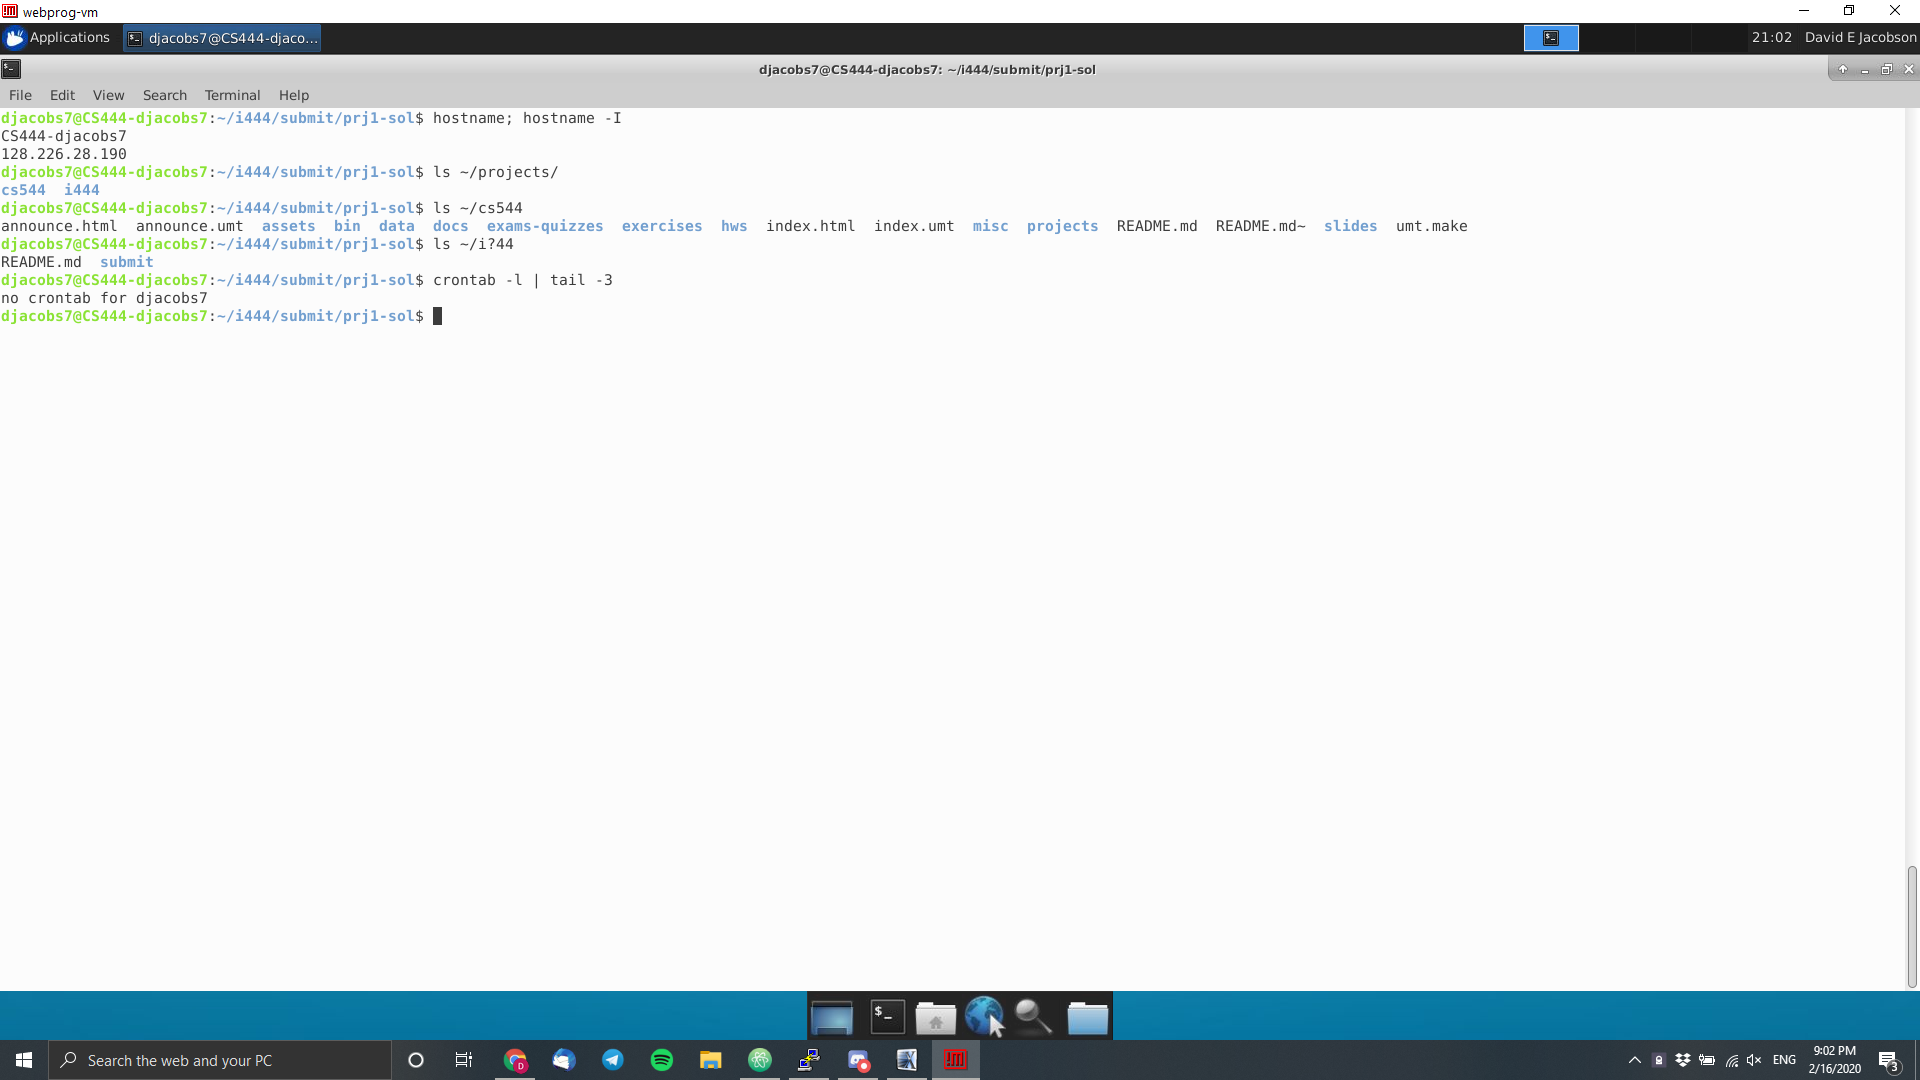 webprog-vm
Applications djacobs7@CS444-djaco... 21:02 David E Jacobson
djacobs7@CS444-djacobs7: ~/i444/submit/prj1-sol
File Edit View Search Terminal Help
djacobs7@CS444-djacobs7:~/i444/submit/prj1-sol$ hostname; hostname -I
CS444-djacobs7
128.226.28.190
djacobs7@CS444-djacobs7:~/i444/submit/prj1-sol$ ls ~/projects/
cs544 i444
djacobs7@CS444-djacobs7:~/i444/submit/prj1-sol$ ls ~/cs544
announce.html announce.umt assets bin data docs exams-quizzes exercises hws index.html index.umt misc projects README.md README.md~ slides umt.make
djacobs7@CS444-djacobs7:~/i444/submit/prj1-sol$ ls ~/i?44
README.md submit
djacobs7@CS444-djacobs7:~/i444/submit/prj1-sol$ crontab -l | tail -3
no crontab for djacobs7
djacobs7@CS444-djacobs7:~/i444/submit/prj1-sol$
$_
Search the web and your PC
ENG
9:02 PM
2/16/2020
3